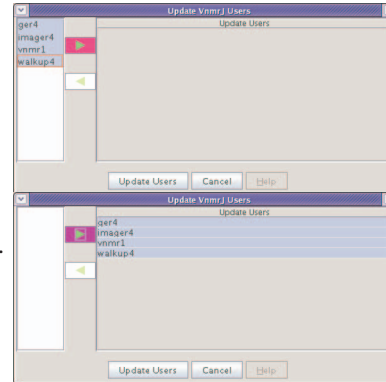 Update VnmrJ Users
Update Users
ger4
imager4
vnmr1
walkup4
Update Users Cancel Help
Update VnmrJ Users
Update Users
ger4
imager4
vnmr1
walkup4
Update Users Cancel Help